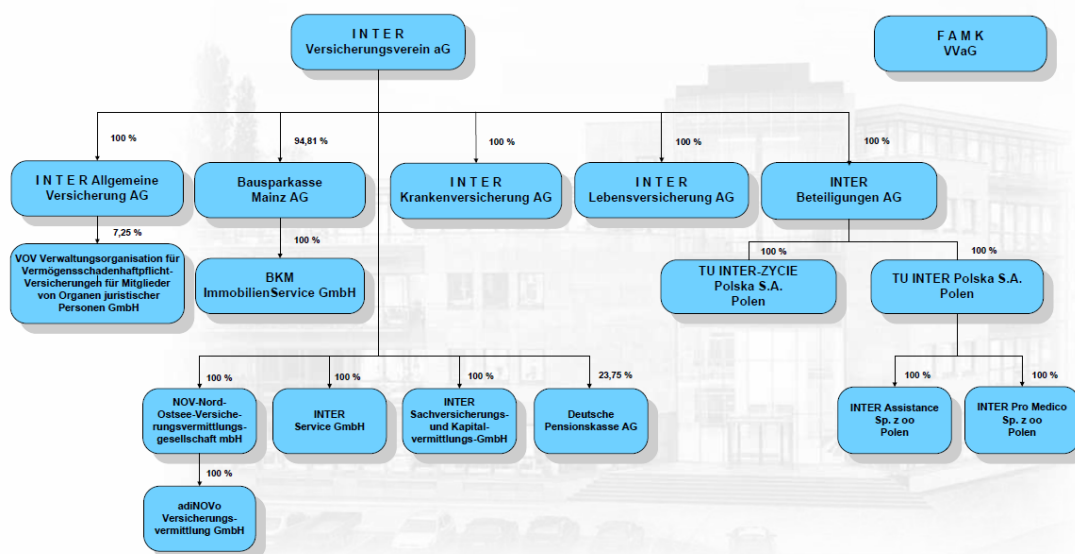 I N T E R
Versicherungsverein aG
F A M K
VVaG
100 %
94,81 %
100 %
100 %
100 %
I N T E R Allgemeine
Versicherung AG
Bausparkasse
Mainz AG
I N T E R
Krankenversicherung AG
I N T E R
Lebensversicherung AG
INTER
Beteiligungen AG
7,25 %
100 %
100 %
100 %
VOV Verwaltungsorganisation für
Vermögensschadenhaftpflicht-
Versicherungen für Mitglieder
von Organen juristischer
Personen GmbH
BKM
ImmobilienService GmbH
TU INTER-ZYCIE
Polska S.A.
Polen
TU INTER Polska S.A.
Polen
100 %
100 %
100 %
23,75 %
100 %
100 %
NOV-Nord-
Ostsee-Versiche-
rungsvermittlungs-
gesellschaft mbH
INTER
Service GmbH
INTER
Sachversicherungs-
und Kapital-
vermittlungs-GmbH
Deutsche
Pensionskasse AG
INTER Assistance
Sp. z oo
Polen
INTER Pro Medico
Sp. z oo
Polen
100 %
adiNOVo
Versicherungs-
vermittlung GmbH